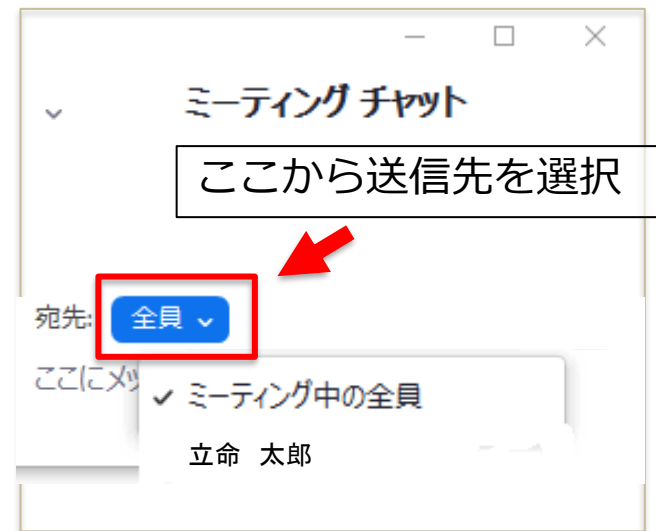 ミーティング チャット
ここから送信先を選択
宛先: 全員
ここにメッ
ミーティング中の全員
立命 太郎